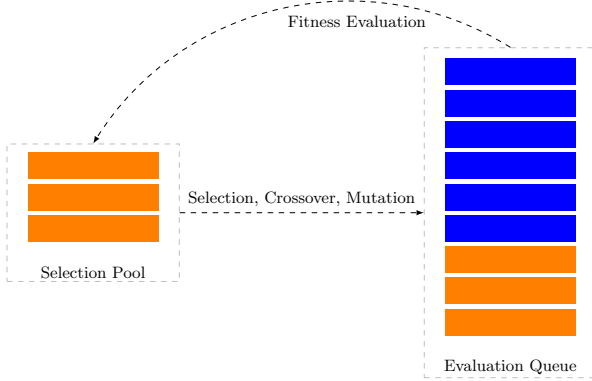 Fitness Evaluation
Selection, Crossover, Mutation
Selection Pool
Evaluation Queue